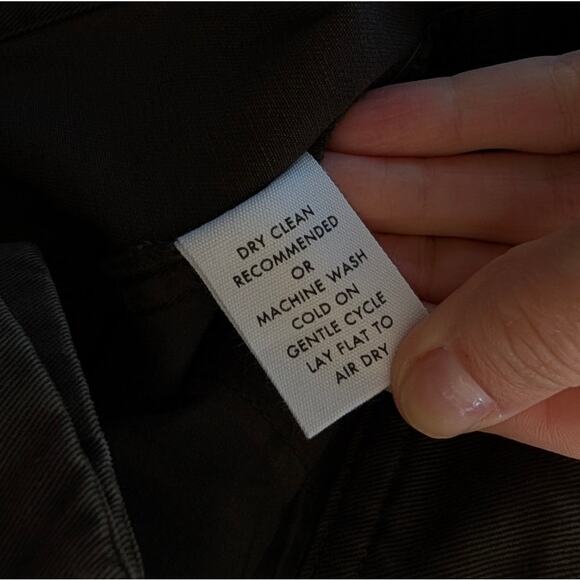 DRY CLEAN
RECOMMENDED
OR
MACHINE WASH
COLD ON
GENTLE CYCLE
LAY FLAT TO
AIR DRY